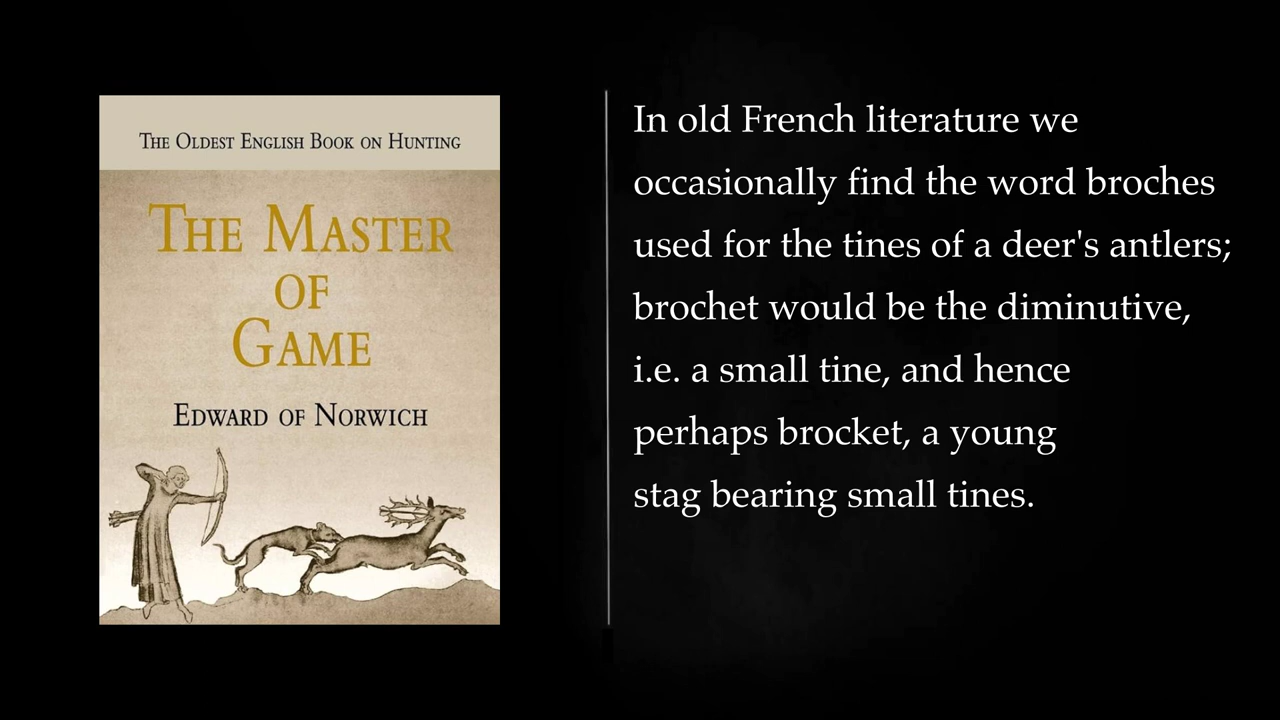 The Oldest English Book on Hunting
The Master
of
Game
Edward of Norwich
In old French literature we
occasionally find the word broches
used for the tines of a deer's antlers;
brochet would be the diminutive,
i.e. a small tine, and hence
perhaps brocket, a young
stag bearing small tines.